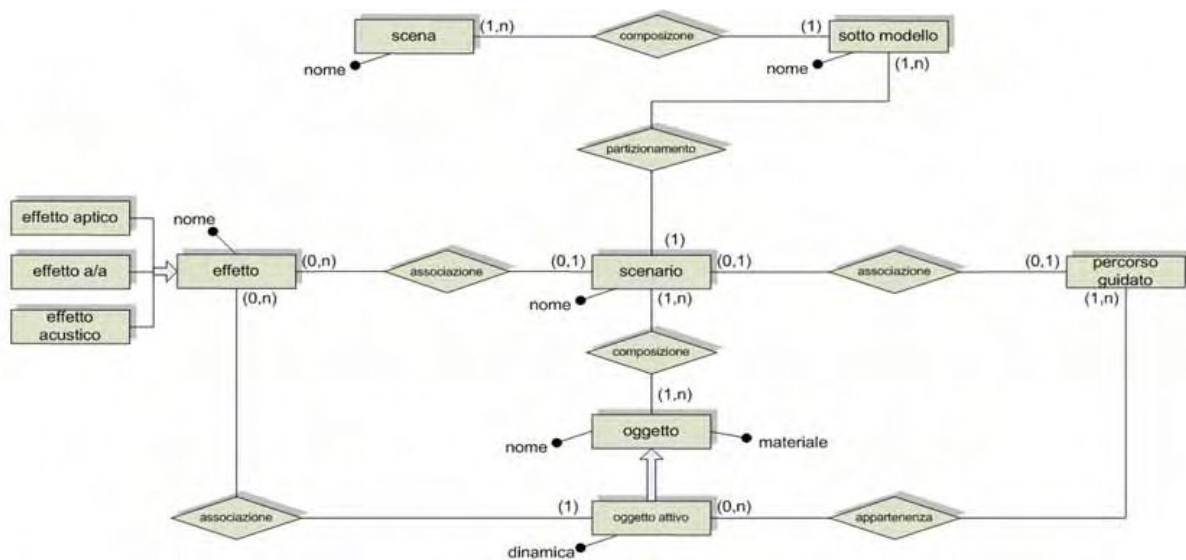 scena
(1,n)
composizone
(1)
sotto modello
nome
nome
(1,n)
partizionamento
effetto aptico
nome
effetto a/a
effetto
(0,n)
associazione
(0,1)
(1)
scenario
(0,1)
associazione
(0,1)
percorso
guidato
effetto
acustico
(0,n)
nome
(1,n)
(1,n)
composizione
(1,n)
nome
oggetto
materiale
associazione
(1)
oggetto attivo
(0,n)
appartenenza
dinamica